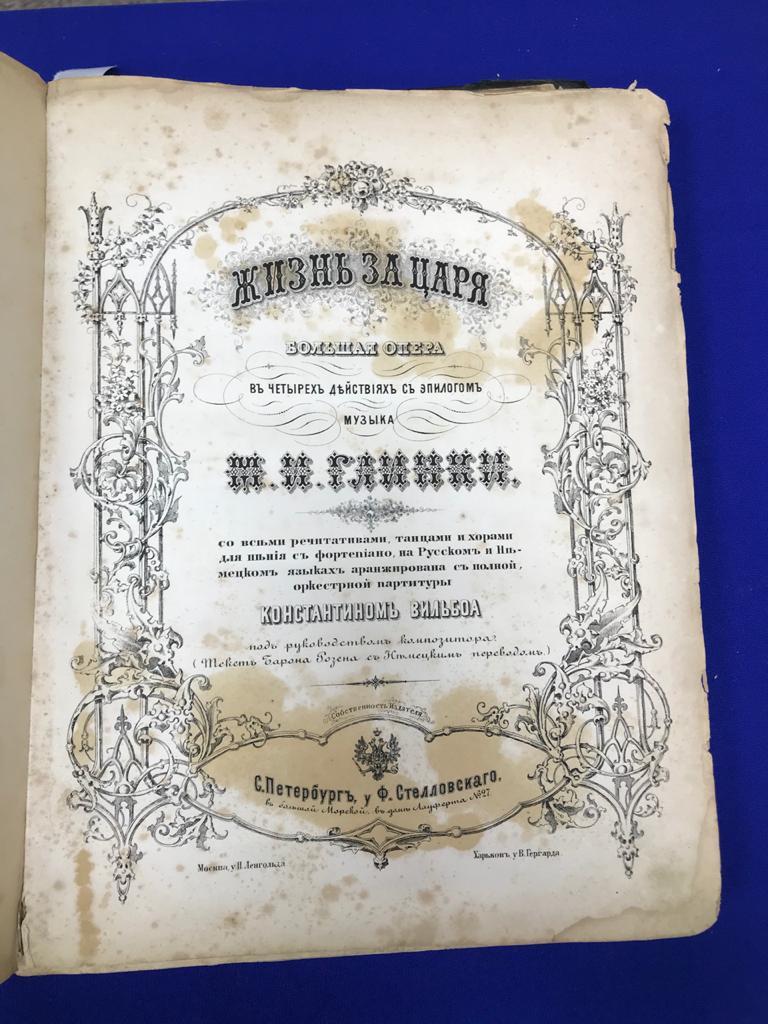 ЖИЗНЬ ЗА ЦАРЯ
БОЛЬШАЯ ОПЕРА
ВЪ ЧЕТЫРЕХЪ ДѢЙСТВІЯХЪ СЪ ЭПИЛОГОМЪ
МУЗЫКА
М. И. ГЛИНКИ.
со всѣми речитативами, танцами и хорами
для пѣнія съ фортепіано, на Русскомъ и Нѣ-
мецкомъ языкахъ аранжирована съ полной,
оркестрной партитуры
КОНСТАНТИНОМЪ ВИЛЬБОА
подъ руководствомъ композитора.
(Текстъ Барона Розена съ Нѣмецкимъ переводомъ.)
Собственность Издателя
С.Петербургъ, у Ф. Стелловскаго,
въ большой Морской, въ домѣ Лауферта №27.
Москва, у П. Ленгольда
Харьковъ, у В. Гергарда